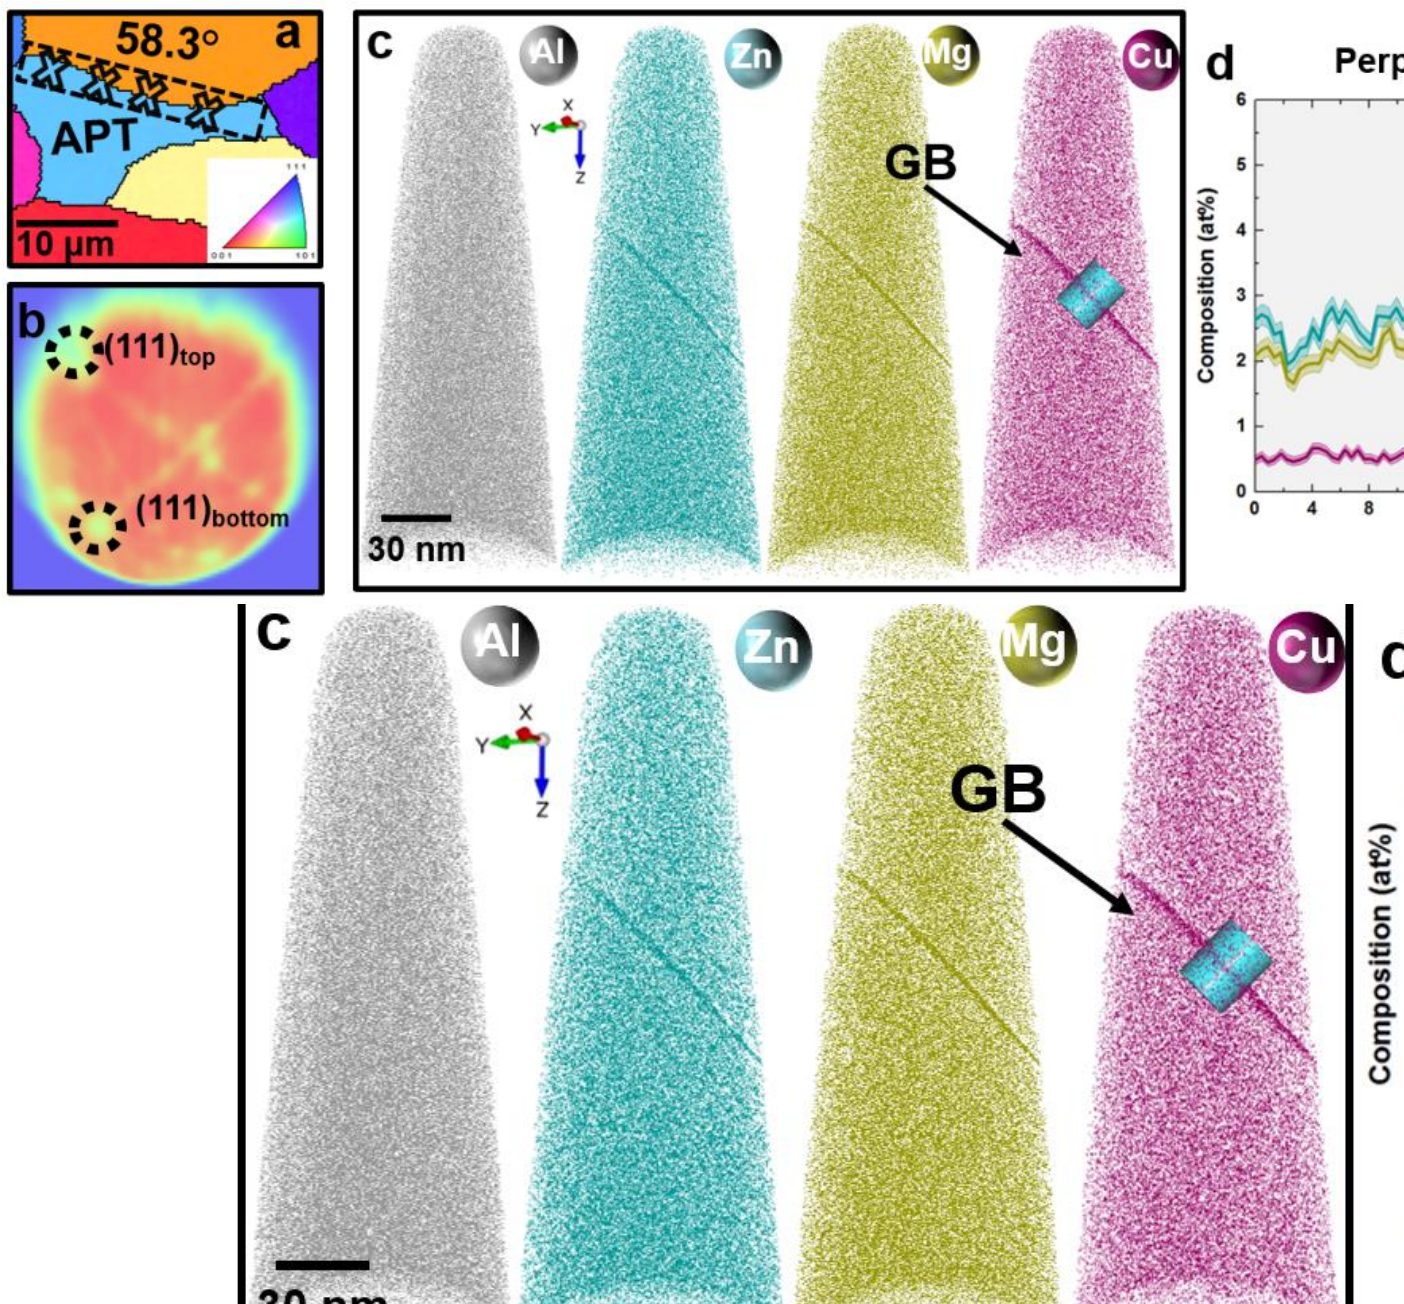 a
58.3°
APT
10 μm
111
001
101
b
(111)top
(111)bottom
c
Al
Zn
Mg
Cu
X
Y
Z
GB
30 nm
d
Perp
Composition (at%)
6
5
4
3
2
1
0
0
4
8
c
Al
Zn
Mg
Cu
X
Y
Z
GB
Composition (at%)
30 nm